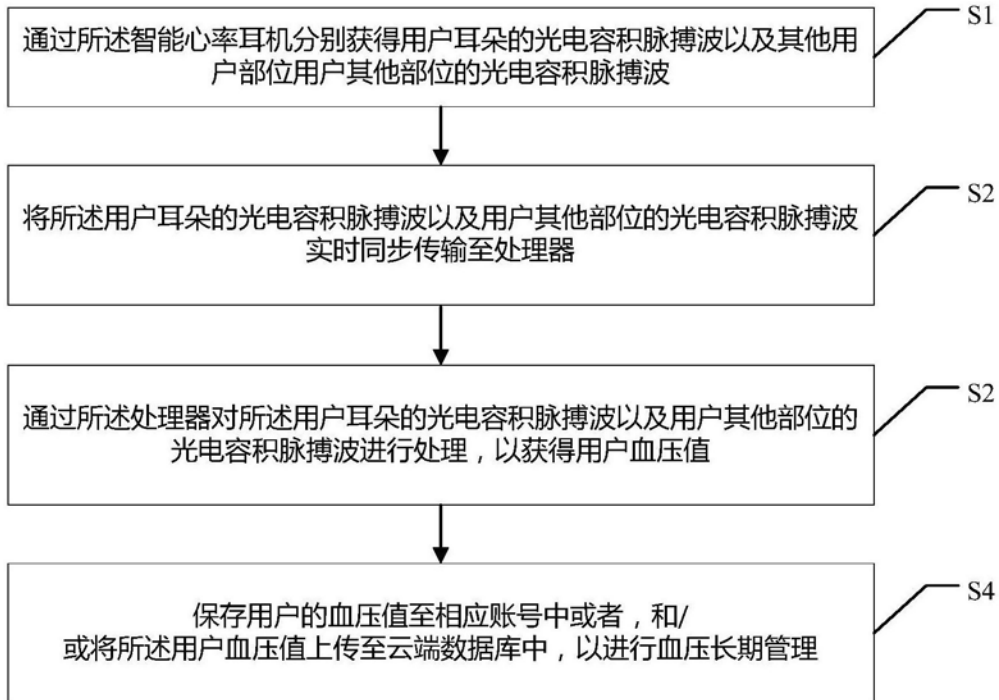 通过所述智能心率耳机分别获得用户耳朵的光电容积脉搏波以及其他用
户部位用户其他部位的光电容积脉搏波
S1
将所述用户耳朵的光电容积脉搏波以及用户其他部位的光电容积脉搏波
实时同步传输至处理器
S2
通过所述处理器对所述用户耳朵的光电容积脉搏波以及用户其他部位的
光电容积脉搏波进行处理，以获得用户血压值
S2
保存用户的血压值至相应账号中或者，和/
或将所述用户血压值上传至云端数据库中，以进行血压长期管理
S4